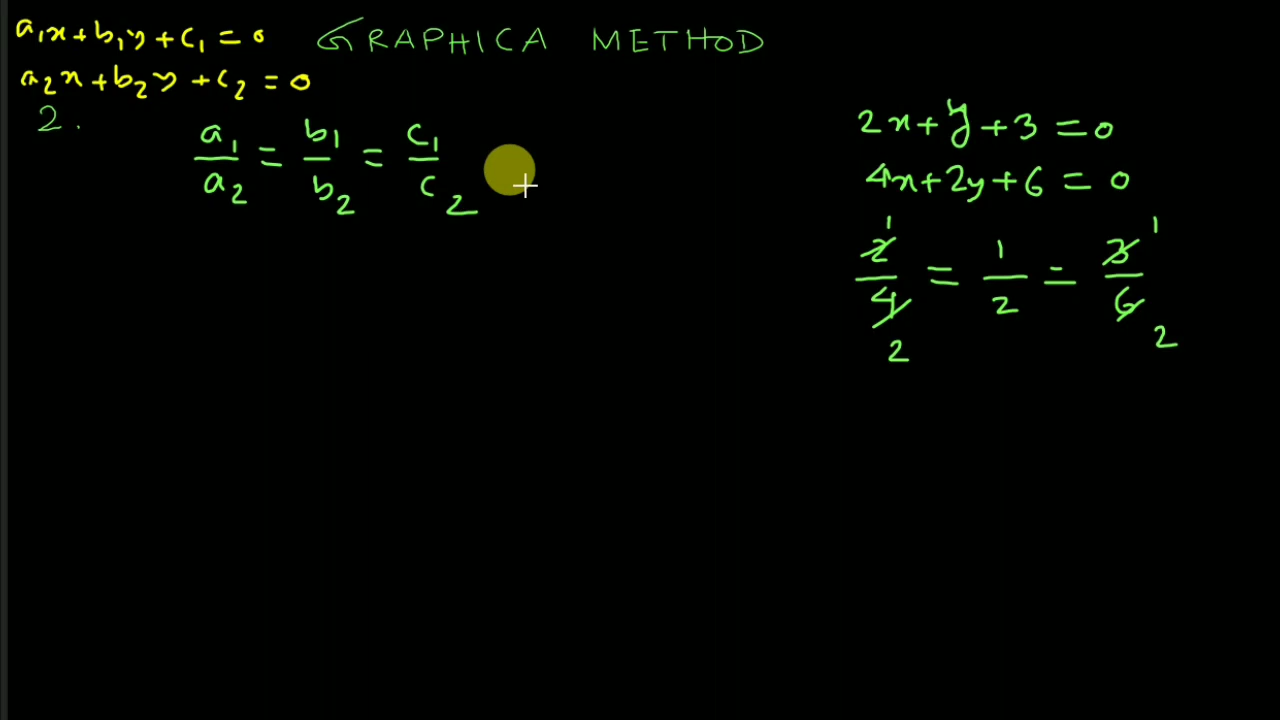 a₁x + b₁y + c₁ = 0
GRAPHICA METHOD
a₂x + b₂y + c₂ = 0
2.
a₁/a₂ = b₁/b₂ = c₁/c₂
2x + y + 3 = 0
4x + 2y + 6 = 0
1 1
2/4 = 1/2 = 3/6
2 2